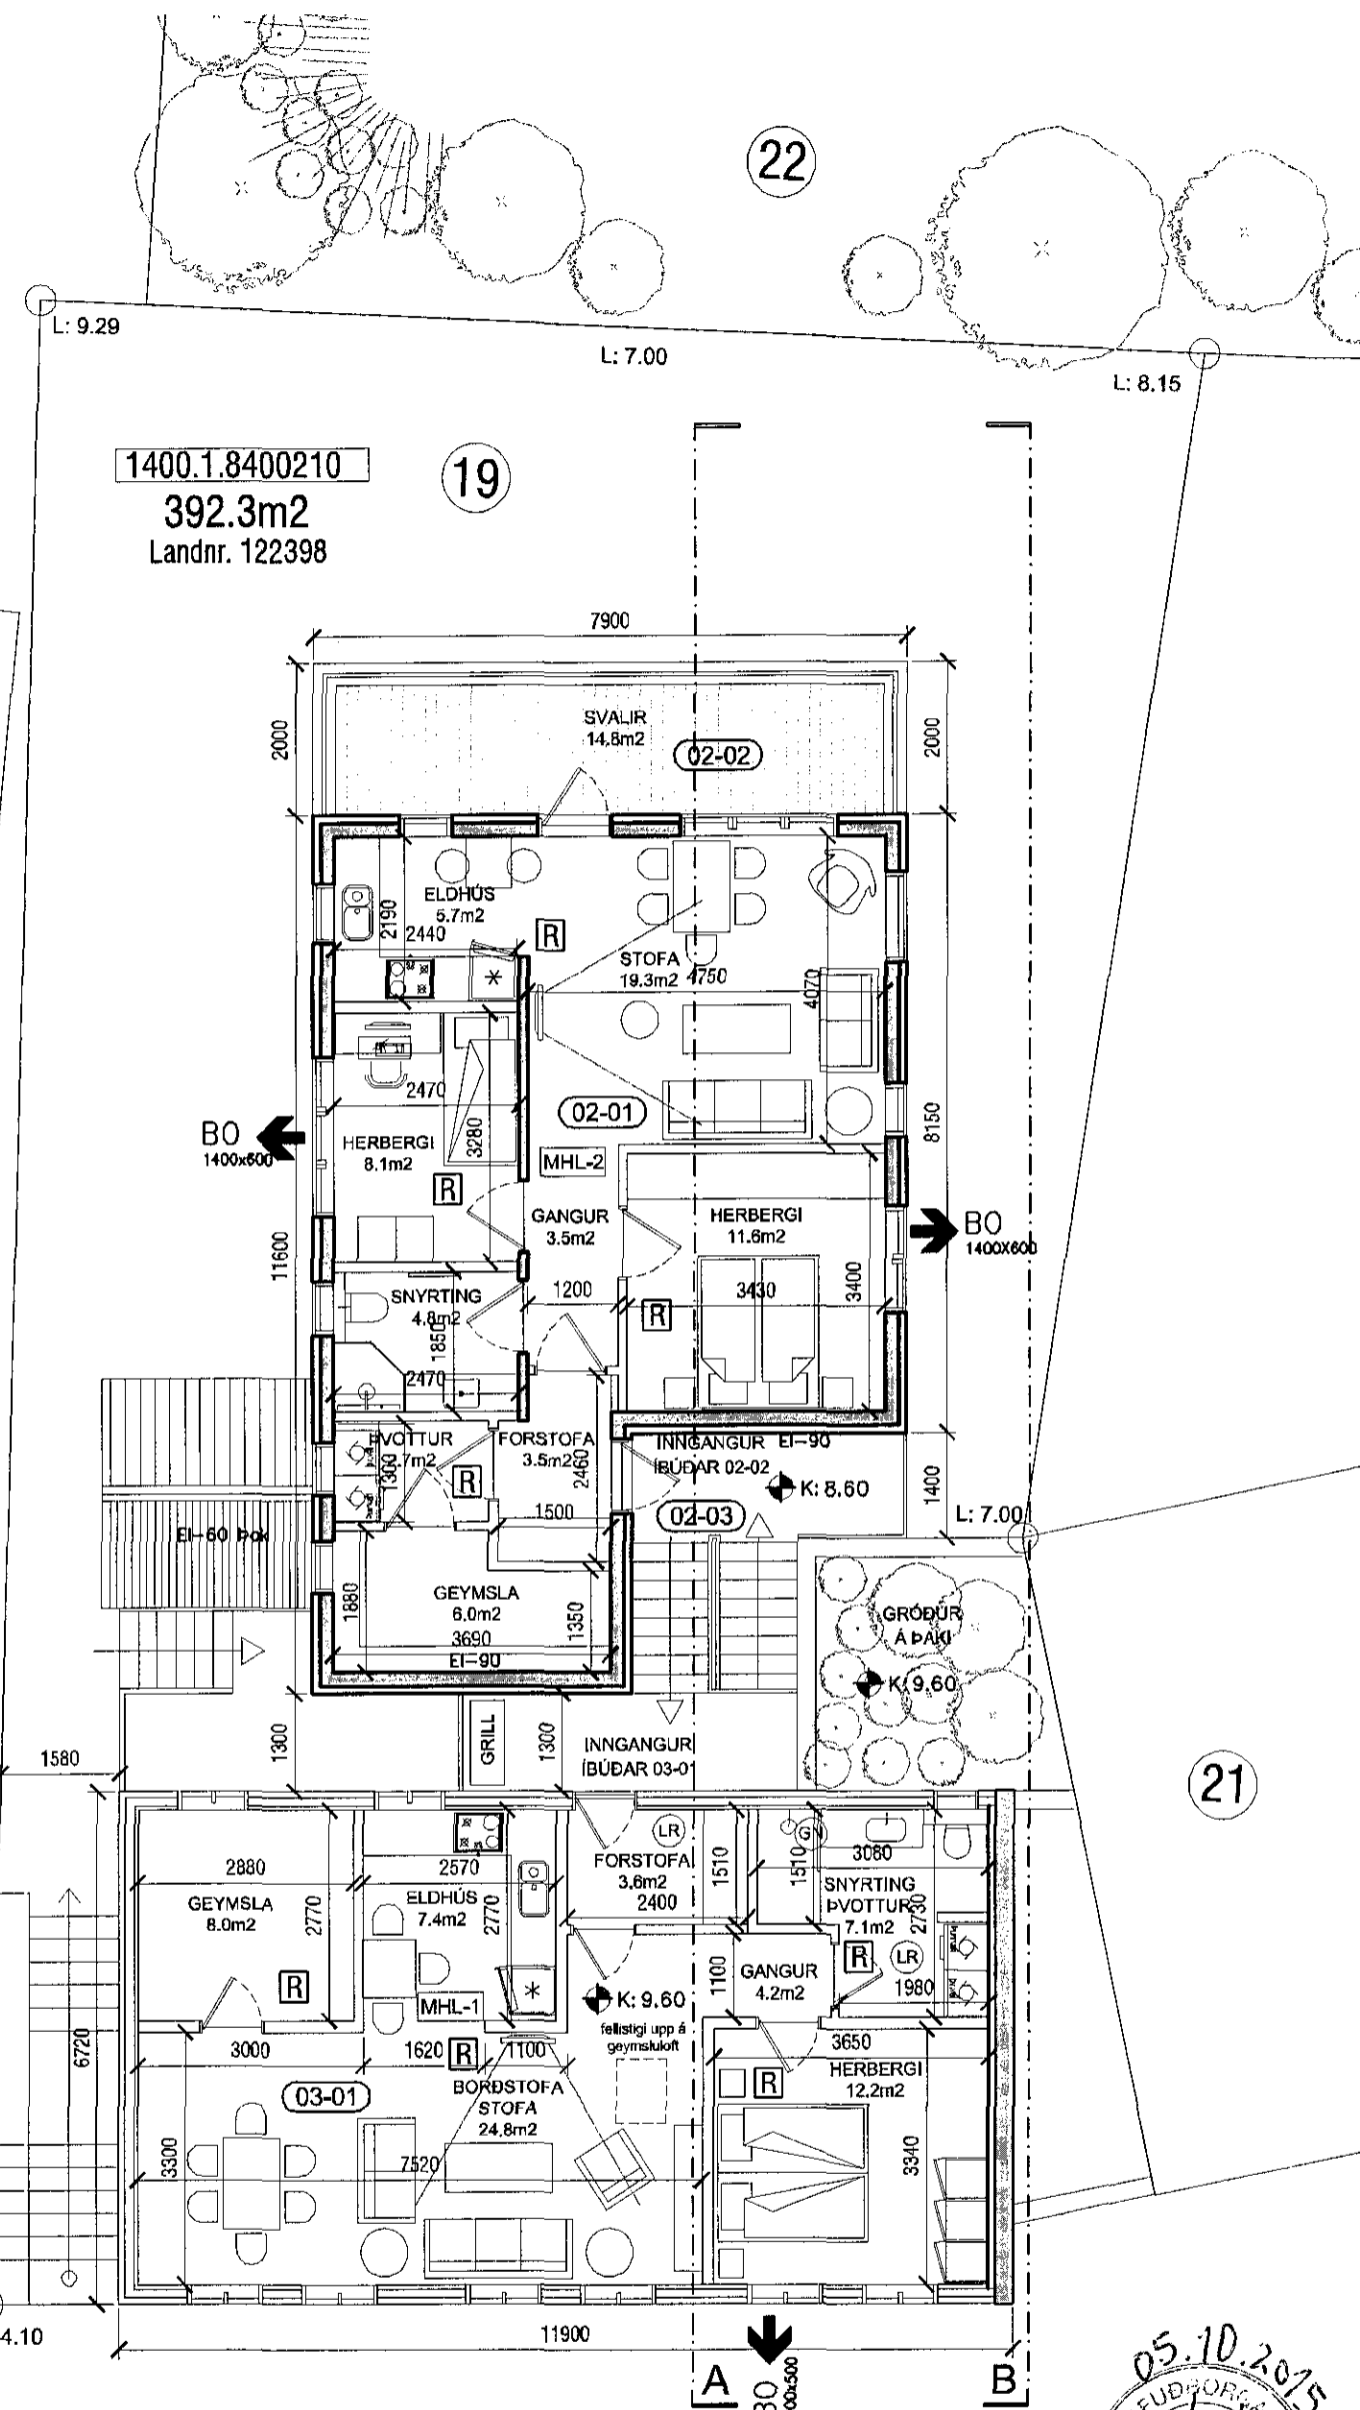 22
L: 9.29
L: 7.00
L: 8.15
1400.1.8400210
19
392.3m2
Landnr. 122398
7900
2000
SVALIR
14.8m2
02-02
2000
ELDHÚS
5.7m2
2190
2440
R
STOFA
19.3m2
4750
4070
2470
3280
02-01
8150
BO
1400x600
HERBERGI
8.1m2
MHL-2
R
GANGUR
3.5m2
HERBERGI
11.6m2
BO
1400X600
11600
SNYRTING
4.8m2
1850
1200
3430
3400
R
2470
ÞVOTTUR
1300
FORSTOFA
3.5m2
2460
R
INNGANGUR EI-90
ÍBÚÐAR 02-02
K: 8.60
1400
1500
02-03
L: 7.00
EI-60 Þak
GEYMSLA
6.0m2
1880
1350
3690
EI-90
GRÓÐUR
Á ÞAKI
K: 9.60
1580
1300
GRILL
1300
INNGANGUR
ÍBÚÐAR 03-01
21
2880
2570
LR
FORSTOFA
3.6m2
1510
1510
3080
GEYMSLA
8.0m2
2770
ELDHÚS
7.4m2
2770
2400
SNYRTING
ÞVOTTUR
7.1m2
2730
R
MHL-1
K: 9.60
1100
GANGUR
4.2m2
R
LR
1980
fellistigi upp á
geymsluloft
6720
3000
1620
R
1100
3650
HERBERGI
12.2m2
R
03-01
BORÐSTOFA
STOFA
24.8m2
3300
7520
3340
4.10
11900
A
B
BO
00x500
05.10.2015